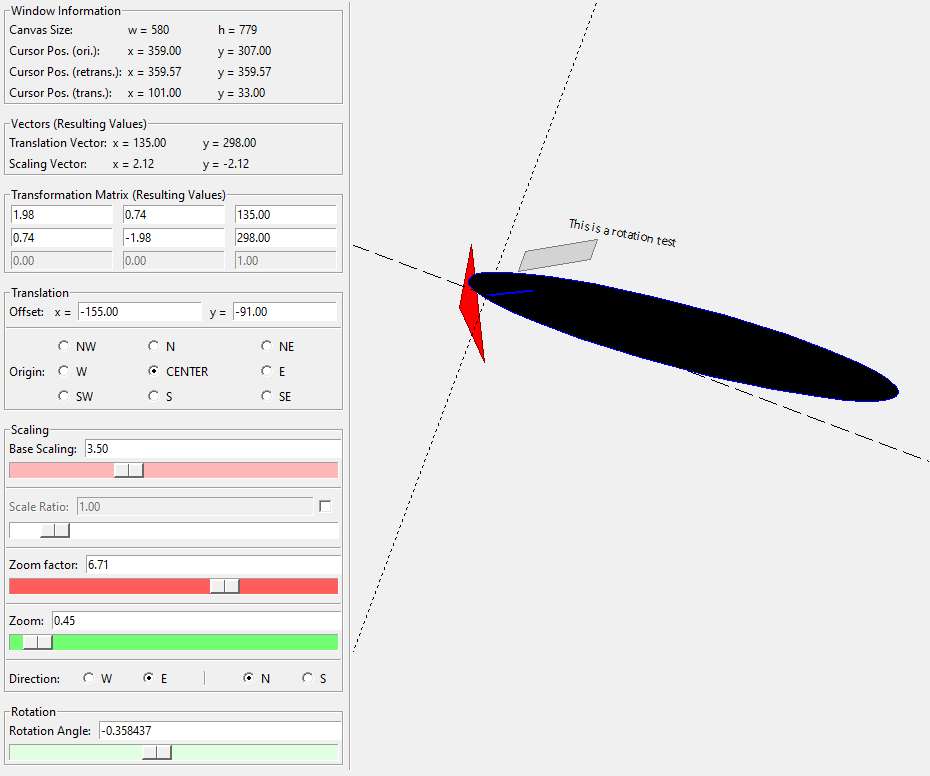 Window Information
Canvas Size: w = 580 h = 779
Cursor Pos. (ori.): x = 359.00 y = 307.00
Cursor Pos. (retrans.): x = 359.57 y = 359.57
Cursor Pos. (trans.): x = 101.00 y = 33.00
Vectors (Resulting Values)
Translation Vector: x = 135.00 y = 298.00
Scaling Vector: x = 2.12 y = -2.12
Transformation Matrix (Resulting Values)
1.98 0.74 135.00
0.74 -1.98 298.00
0.00 0.00 1.00
Translation
Offset: x = -155.00 y = -91.00
NW N NE
Origin: W CENTER E
SW S SE
Scaling
Base Scaling: 3.50
Scale Ratio: 1.00
Zoom factor: 6.71
Zoom: 0.45
Direction: W E N S
Rotation
Rotation Angle: -0.358437
This is a rotation test